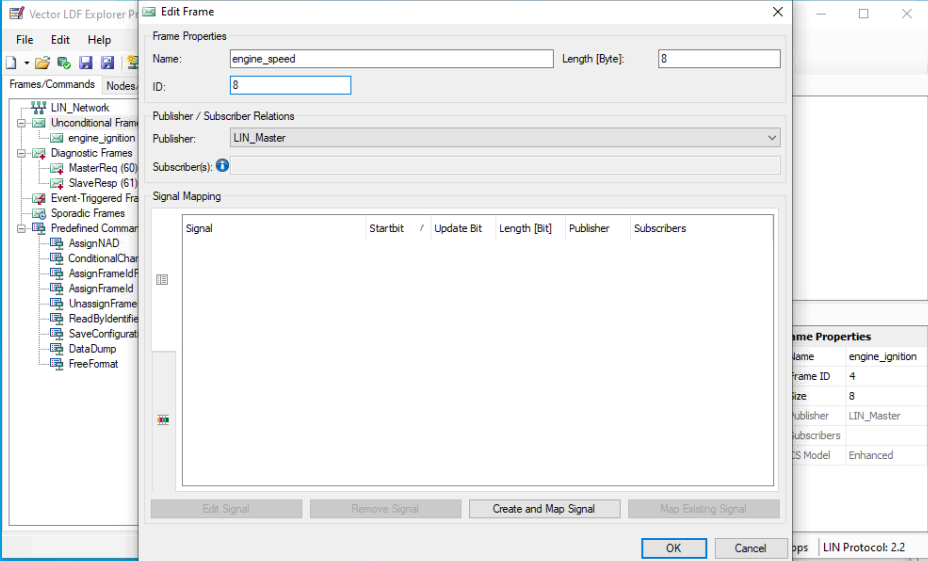 Vector LDF Explorer Pr
File Edit Help
Frames/Commands Nodes/
LIN_Network
Unconditional Frame
engine_ignition
Diagnostic Frames
MasterReq (60)
SlaveResp (61)
Event-Triggered Fra
Sporadic Frames
Predefined Comman
AssignNAD
ConditionalChan
AssignFrameIdR
AssignFrameId
UnassignFrame
ReadByIdentifie
SaveConfigurati
DataDump
FreeFormat
Edit Frame
Frame Properties
Name: engine_speed Length [Byte]: 8
ID: 8
Publisher / Subscriber Relations
Publisher: LIN_Master
Subscriber(s):
Signal Mapping
Signal Startbit / Update Bit Length [Bit] Publisher Subscribers
Edit Signal Remove Signal Create and Map Signal Map Existing Signal
OK Cancel
ame Properties
Name engine_ignition
Frame ID 4
Size 8
Publisher LIN_Master
Subscribers
CS Model Enhanced
bps LIN Protocol: 2.2